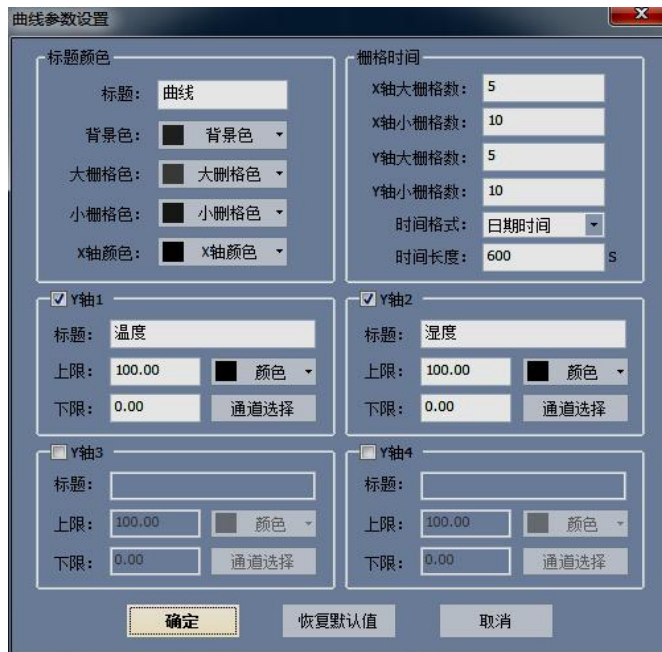 曲线参数设置
标题颜色
标题: 曲线
背景色: 背景色
大栅格色: 大删格色
小栅格色: 小删格色
X轴颜色: X轴颜色
栅格时间
X轴大栅格数: 5
X轴小栅格数: 10
Y轴大栅格数: 5
Y轴小栅格数: 10
时间格式: 日期时间
时间长度: 600 S
Y轴1
标题: 温度
上限: 100.00 颜色
下限: 0.00 通道选择
Y轴2
标题: 湿度
上限: 100.00 颜色
下限: 0.00 通道选择
Y轴3
标题:
上限: 100.00 颜色
下限: 0.00 通道选择
Y轴4
标题:
上限: 100.00 颜色
下限: 0.00 通道选择
确定 恢复默认值 取消